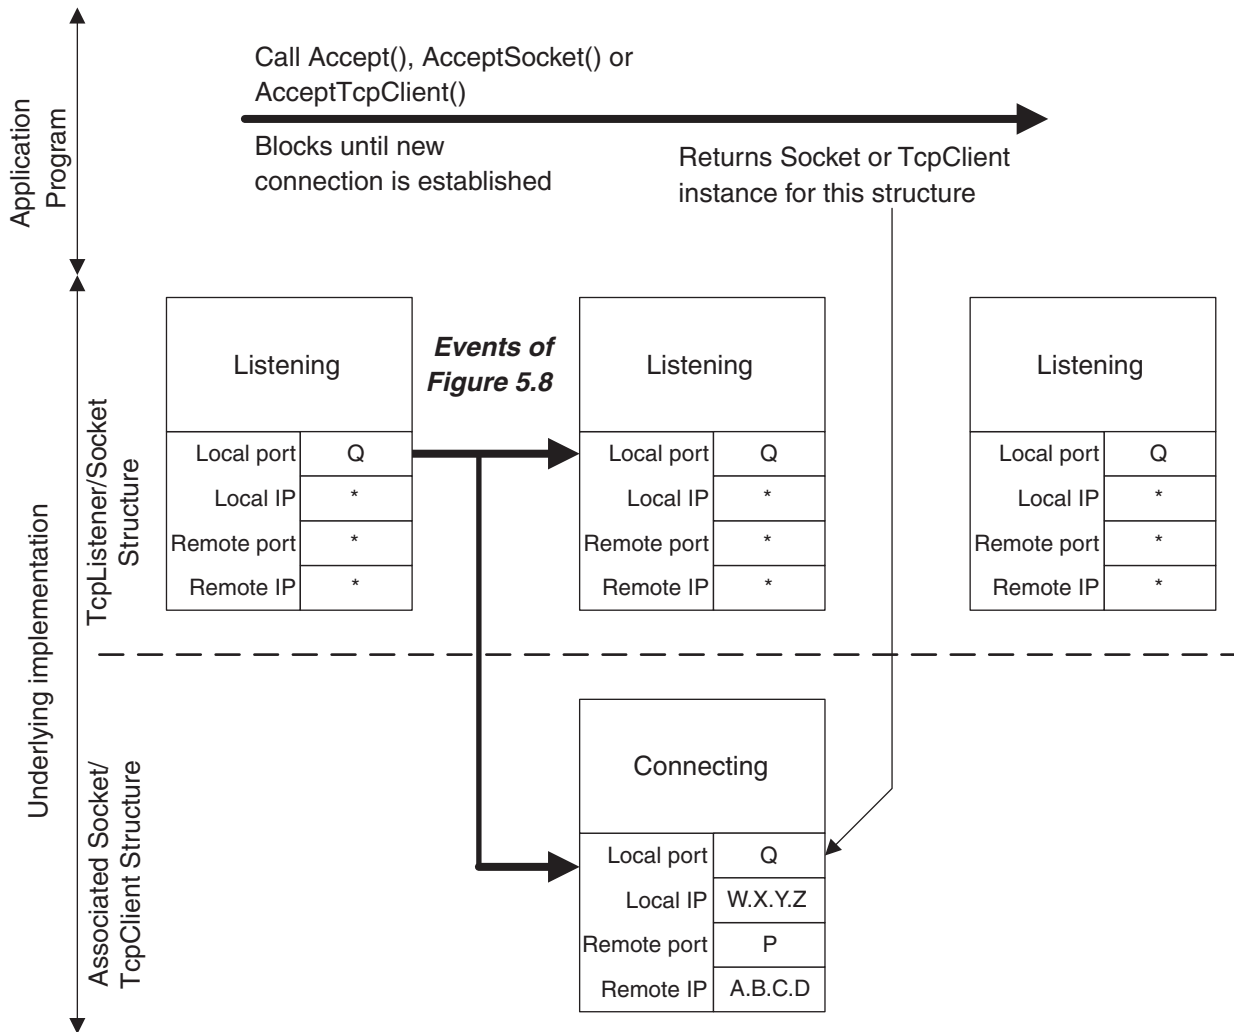 Application
Program
Call Accept(), AcceptSocket() or
AcceptTcpClient()
Blocks until new
connection is established
Returns Socket or TcpClient
instance for this structure
Underlying implementation
TcpListener/Socket
Structure
Listening
Local port Q
Local IP *
Remote port *
Remote IP *
Events of
Figure 5.8
Listening
Local port Q
Local IP *
Remote port *
Remote IP *
Listening
Local port Q
Local IP *
Remote port *
Remote IP *
Associated Socket/
TcpClient Structure
Connecting
Local port Q
Local IP W.X.Y.Z
Remote port P
Remote IP A.B.C.D